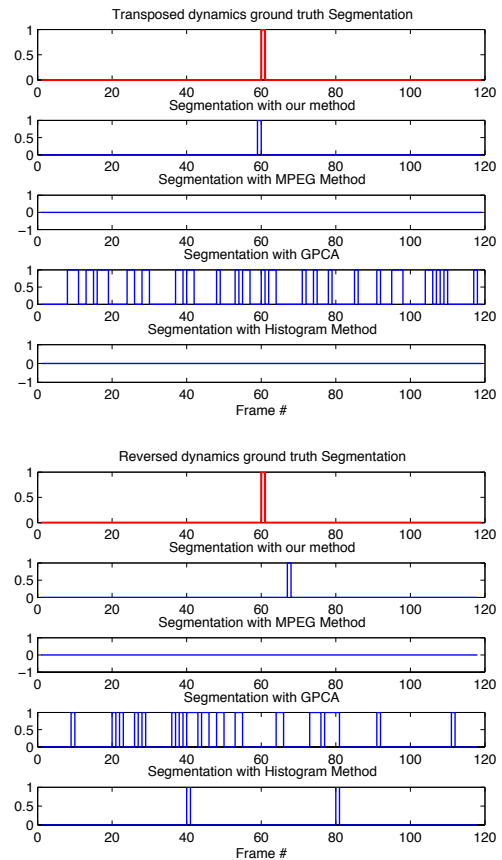 Transposed dynamics ground truth Segmentation
1
0.5
0
0 20 40 60 80 100 120
Segmentation with our method
1
0.5
0
0 20 40 60 80 100 120
Segmentation with MPEG Method
1
0
−1
0 20 40 60 80 100 120
Segmentation with GPCA
1
0.5
0
0 20 40 60 80 100 120
Segmentation with Histogram Method
1
0
−1
0 20 40 60 80 100 120
Frame #
Reversed dynamics ground truth Segmentation
1
0.5
0
0 20 40 60 80 100 120
Segmentation with our method
1
0.5
0
0 20 40 60 80 100 120
Segmentation with MPEG Method
1
0
−1
0 20 40 60 80 100 120
Segmentation with GPCA
1
0.5
0
0 20 40 60 80 100 120
Segmentation with Histogram Method
1
0.5
0
0 20 40 60 80 100 120
Frame #